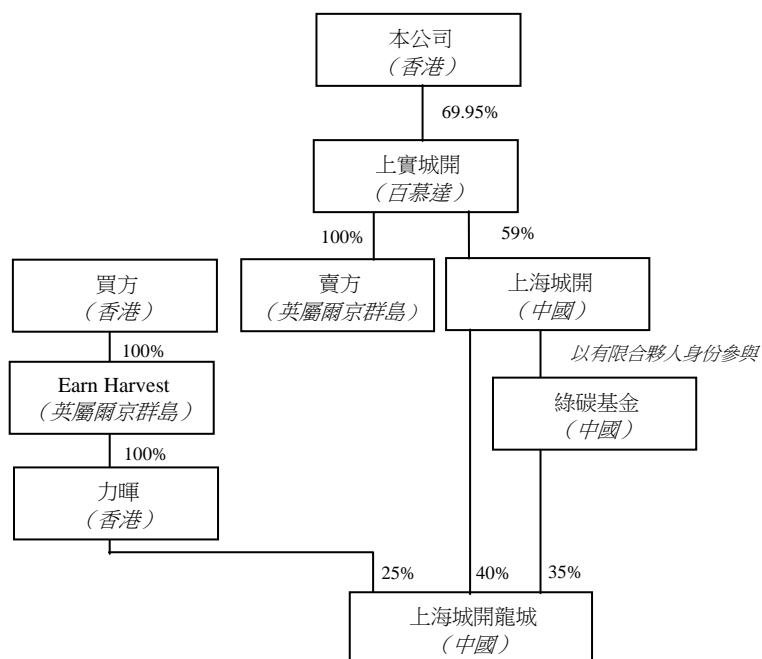 本公司
（香港）
69.95%
上實城開
（百慕達）
100%
59%
買方
（香港）
賣方
（英屬爾京群島）
上海城開
（中國）
100%
以有限合夥人身份參與
Earn Harvest
（英屬爾京群島）
綠碳基金
（中國）
100%
力暉
（香港）
25%
40%
35%
上海城開龍城
（中國）